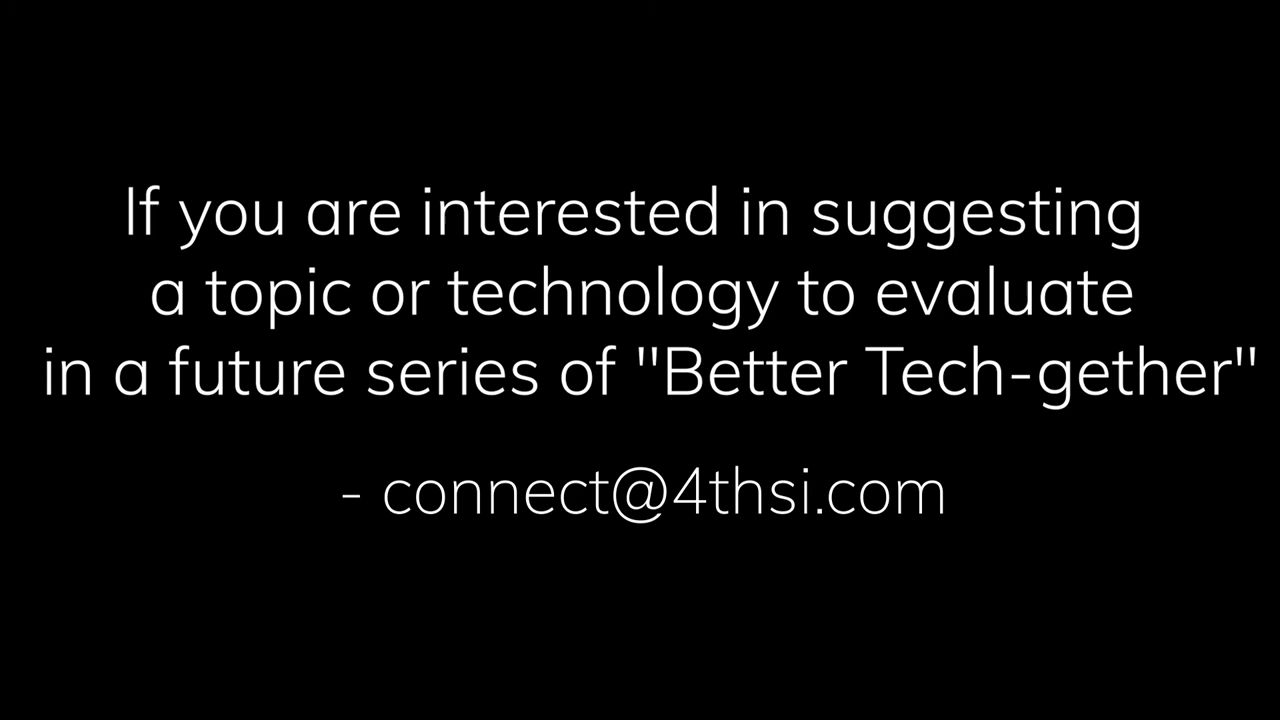 If you are interested in suggesting
a topic or technology to evaluate
in a future series of "Better Tech-gether"
- connect@4thsi.com